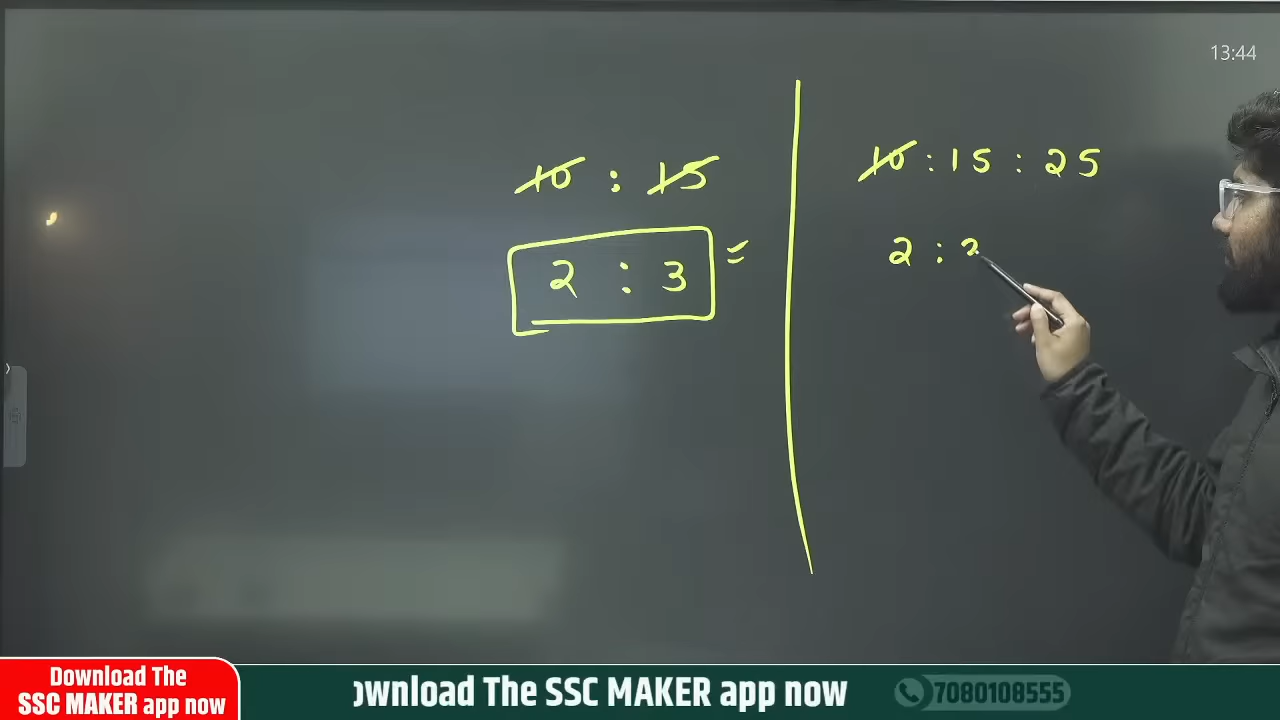 13:44
10 : 15
2 : 3 =
10 : 15 : 25
2 :
Download The
SSC MAKER app now
ownload The SSC MAKER app now
7080108555